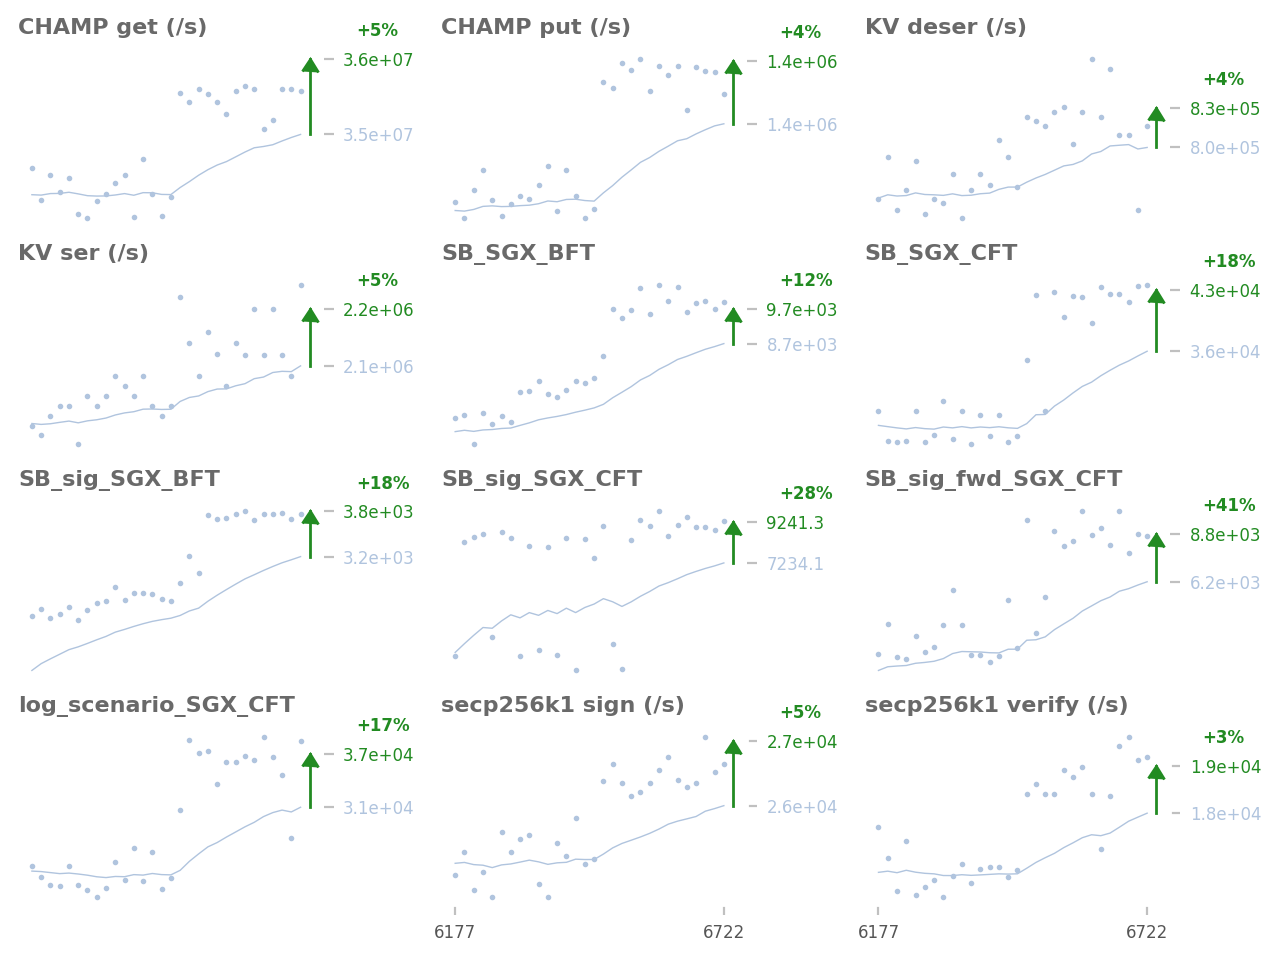 CHAMP get (/s)
+5%
3.6e+07
3.5e+07
CHAMP put (/s)
+4%
1.4e+06
1.4e+06
KV deser (/s)
+4%
8.3e+05
8.0e+05
KV ser (/s)
+5%
2.2e+06
2.1e+06
SB_SGX_BFT
+12%
9.7e+03
8.7e+03
SB_SGX_CFT
+18%
4.3e+04
3.6e+04
SB_sig_SGX_BFT
+18%
3.8e+03
3.2e+03
SB_sig_SGX_CFT
+28%
9241.3
7234.1
SB_sig_fwd_SGX_CFT
+41%
8.8e+03
6.2e+03
log_scenario_SGX_CFT
+17%
3.7e+04
3.1e+04
secp256k1 sign (/s)
+5%
2.7e+04
2.6e+04
6177
6722
secp256k1 verify (/s)
+3%
1.9e+04
1.8e+04
6177
6722